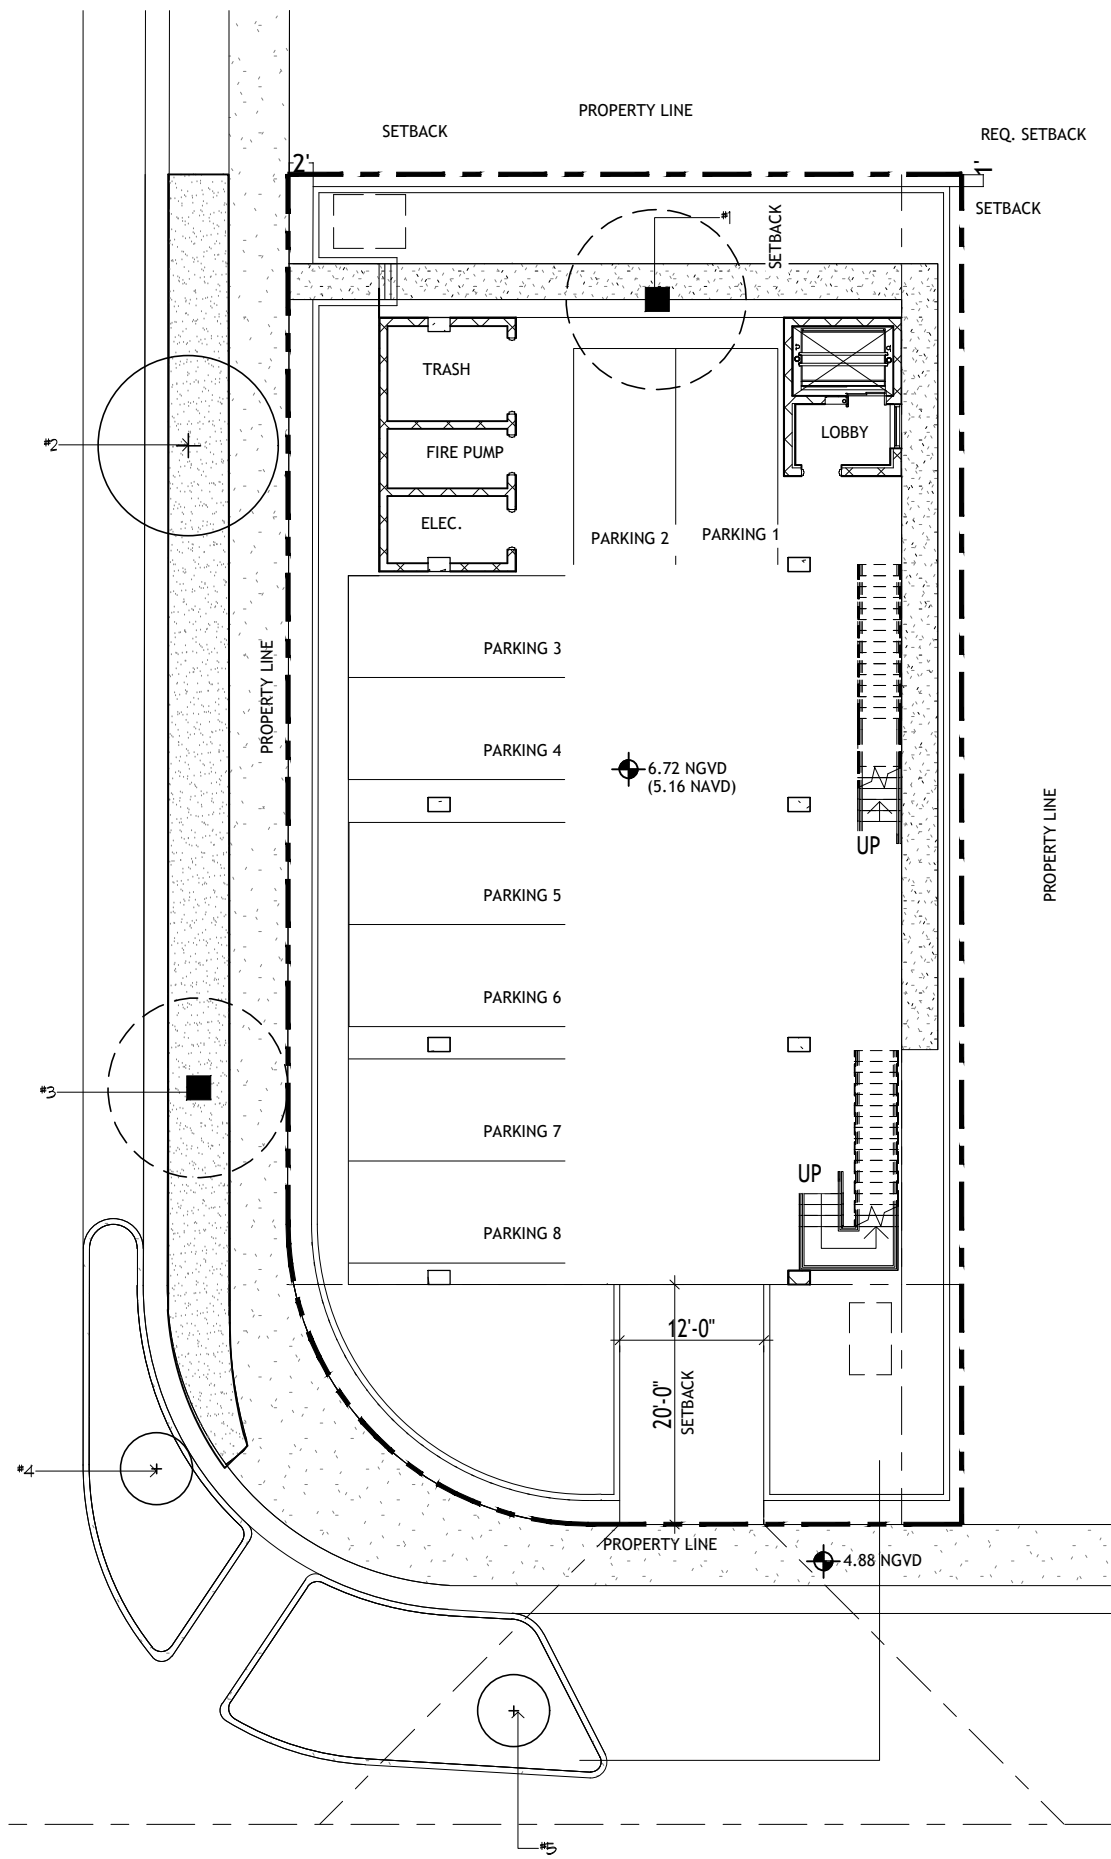 PROPERTY LINE
SETBACK
REQ. SETBACK
2'
1'
SETBACK
#1
SETBACK
TRASH
#2
LOBBY
FIRE PUMP
ELEC.
PARKING 2
PARKING 1
PARKING 3
PROPERTY LINE
PARKING 4
6.72 NGVD
(5.16 NAVD)
UP
PROPERTY LINE
PARKING 5
PARKING 6
#3
PARKING 7
UP
PARKING 8
12'-0"
20'-0"
SETBACK
#4
PROPERTY LINE
4.88 NGVD
#5